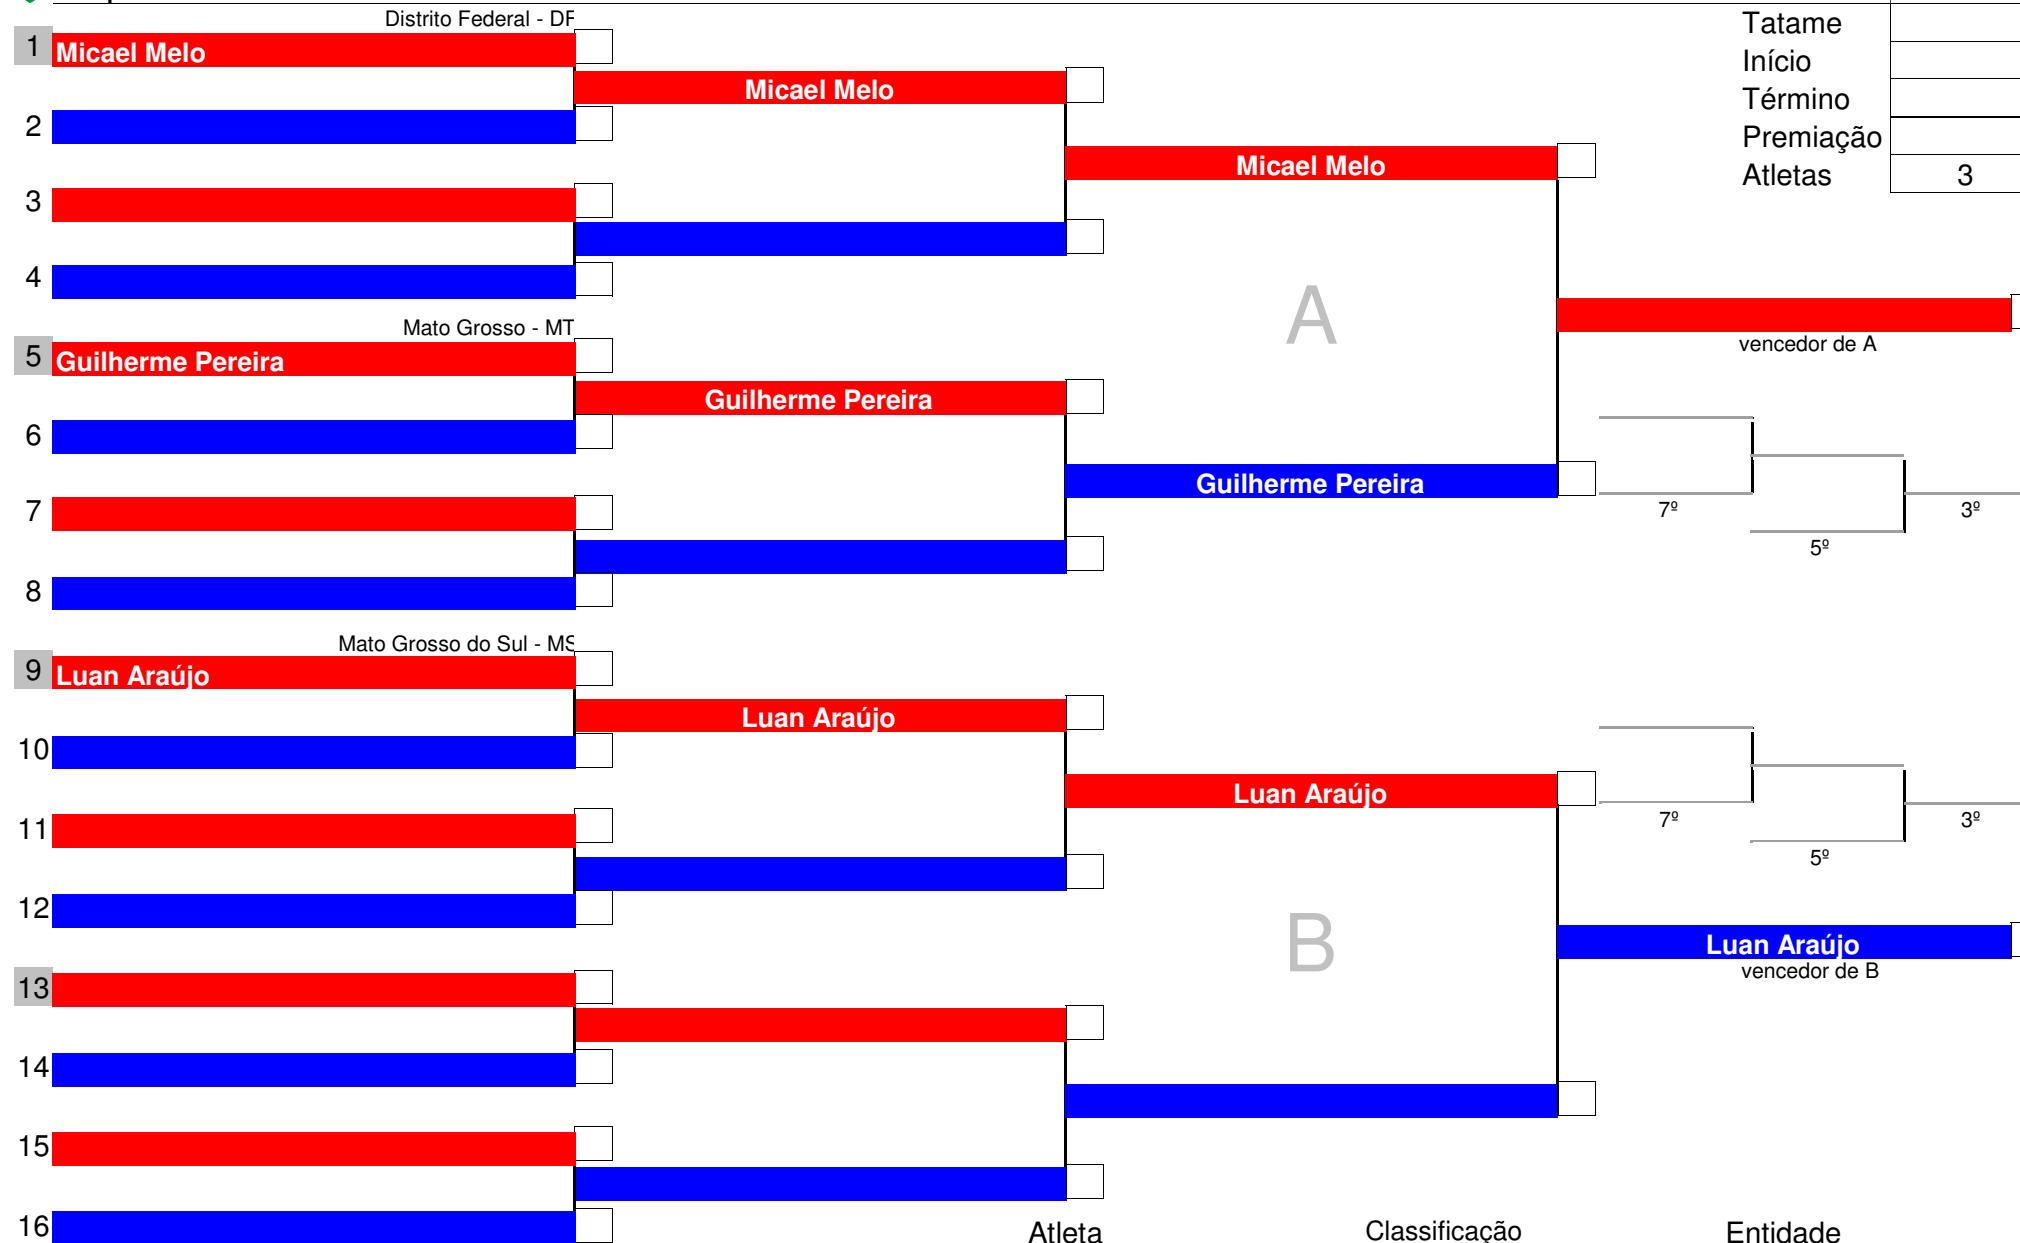 Distrito Federal - DF
Tatame
1 Micael Melo
Início
Micael Melo
Término
2
Premiação
Micael Melo
Atletas 3
3
4
A
Mato Grosso - MT
vencedor de A
5 Guilherme Pereira
Guilherme Pereira
6
Guilherme Pereira
7
7º 3º
5º
8
Mato Grosso do Sul - MS
9 Luan Araújo
Luan Araújo
10
Luan Araújo
11
7º 3º
5º
12
B
Luan Araújo
vencedor de B
13
14
15
16
Atleta Classificação Entidade